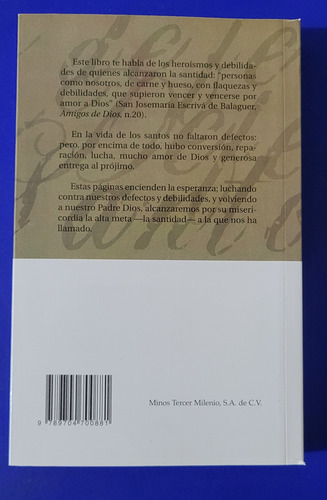 Este libro te habla de los heroísmos y debilida-
des de quienes alcanzaron la santidad: "personas
como nosotros, de carne y hueso, con flaquezas y
debilidades, que supieron vencer y vencerse por
amor a Dios" (San Josemaría Escrivá de Balaguer,
Amigos de Dios, n.20).
En la vida de los santos no faltaron defectos;
pero, por encima de todo, hubo conversión, repa-
ración, lucha, mucho amor de Dios y generosa
entrega al prójimo.
Estas páginas encienden la esperanza; luchando
contra nuestros defectos y debilidades, y volviendo
a nuestro Padre Dios, alcanzaremos por su miseri-
cordia la alta meta —la santidad— a la que nos ha
llamado.
Minos Tercer Milenio, S.A. de C.V.
9 789704 700881